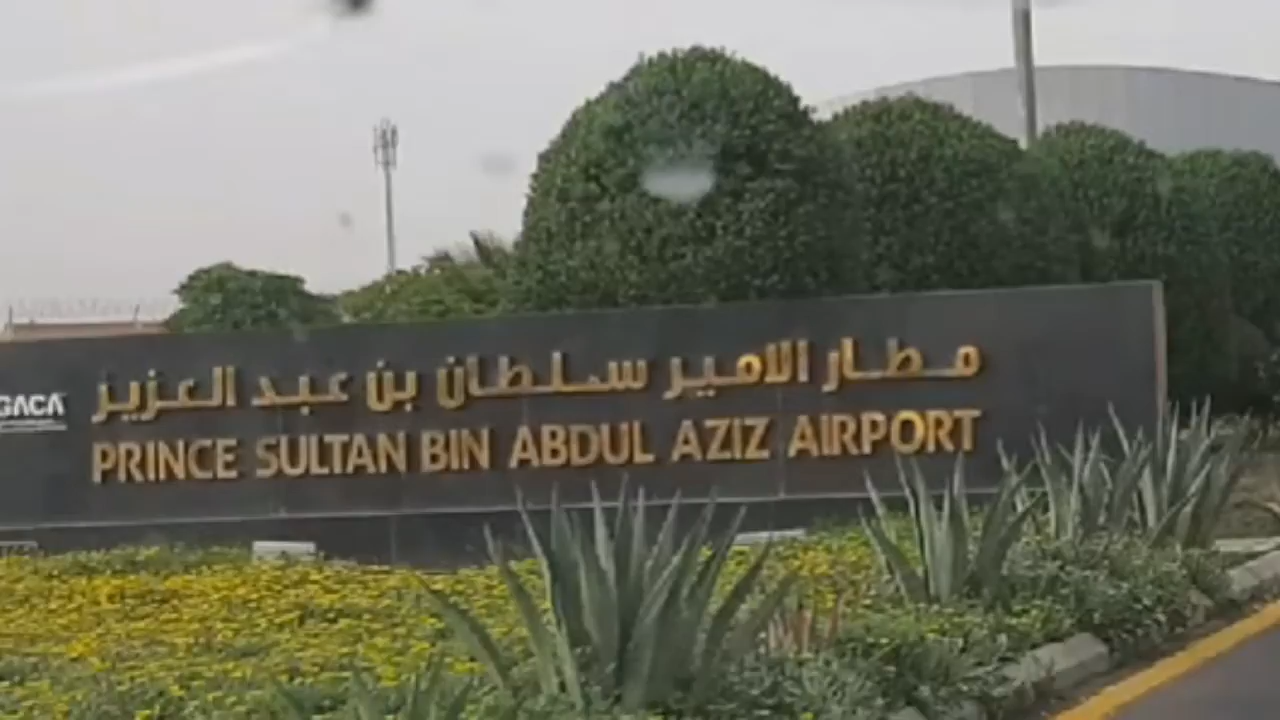 مطار الامير سلطان بن عبد العزيز
PRINCE SULTAN BIN ABDUL AZIZ AIRPORT
GACA